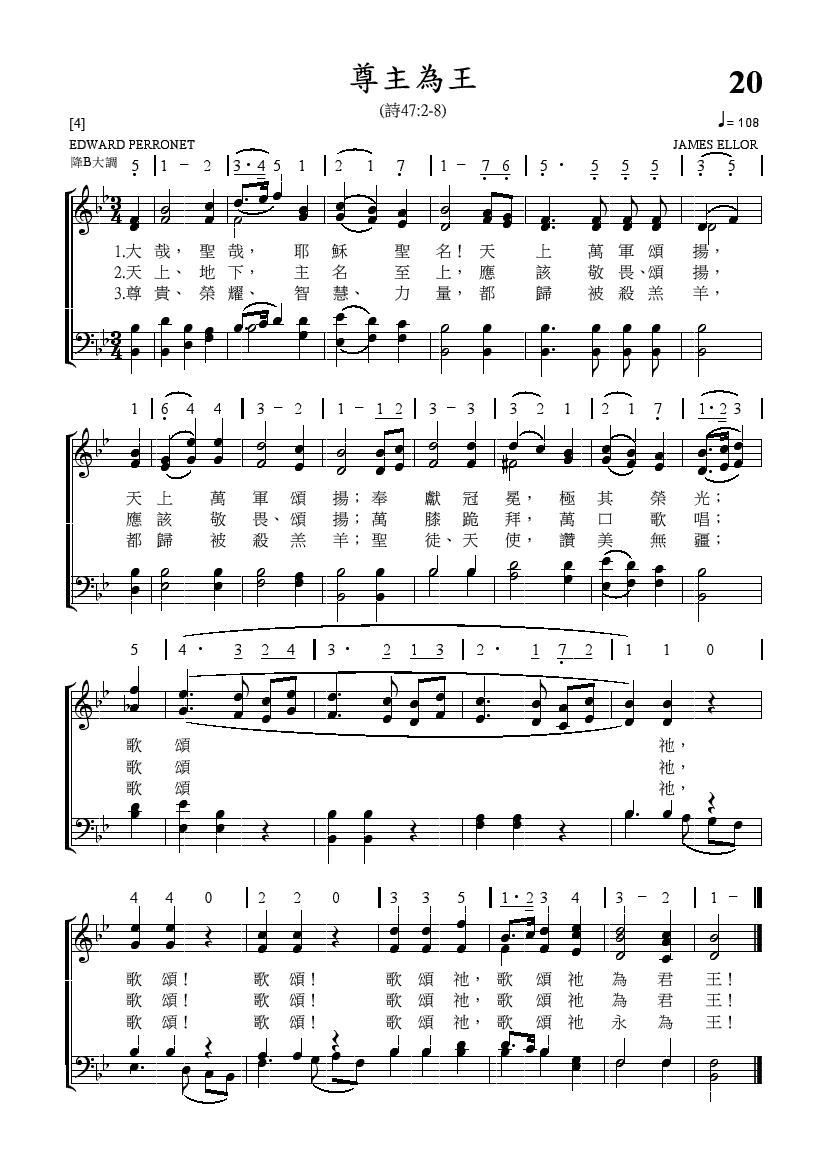 尊主為王
20
(詩47:2-8)
[4]
♩= 108
EDWARD PERRONET
JAMES ELLOR
降B大調
5 | 1 － 2 | 3·4 5 1 | 2 1 7 | 1 － 7 6 | 5· 5 5 5 | 3 5 |
1.大哉，聖哉，耶穌聖名！天上萬軍頌揚，
2.天上、地下，主名至上，應該敬畏、頌揚，
3.尊貴、榮耀、智慧、力量，都歸被殺羔羊，
1 | 6 4 4 | 3 － 2 | 1 － 1 2 | 3 － 3 | 3 2 1 | 2 1 7 | 1·2 3 |
天上萬軍頌揚；奉獻冠冕，極其榮光；
應該敬畏、頌揚；萬膝跪拜，萬口歌唱；
都歸被殺羔羊；聖徒、天使，讚美無疆；
5 | 4· 3 2 4 | 3· 2 1 3 | 2· 1 7 2 | 1 1 0 |
歌頌祂，
歌頌祂，
歌頌祂，
4 4 0 | 2 2 0 | 3 3 5 | 1·2 3 4 | 3 － 2 | 1 － ‖
歌頌！歌頌！歌頌祂，歌頌祂為君王！
歌頌！歌頌！歌頌祂，歌頌祂為君王！
歌頌！歌頌！歌頌祂，歌頌祂永為王！